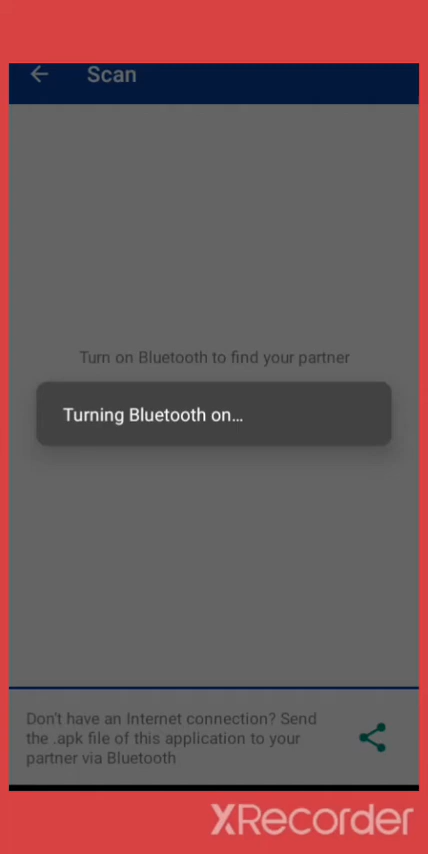 Scan
Turn on Bluetooth to find your partner
Turning Bluetooth on...
Don't have an Internet connection? Send
the .apk file of this application to your
partner via Bluetooth
XRecorder